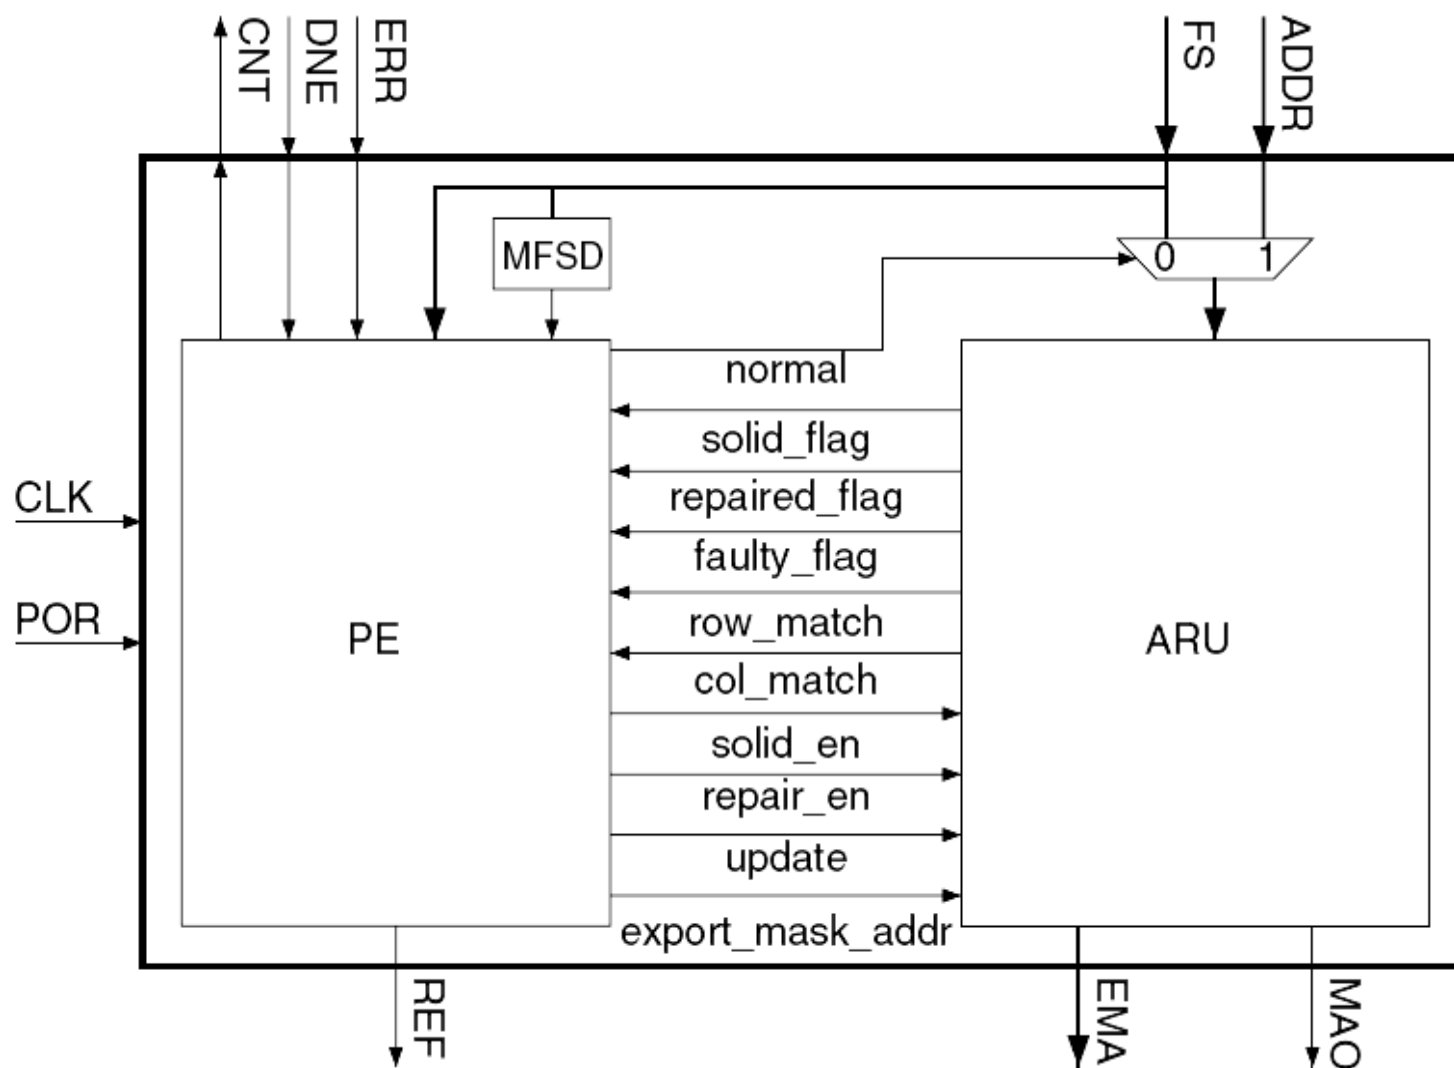 CNT
DNE
ERR
FS
ADDR
MFSD
0
1
normal
solid_flag
CLK
repaired_flag
faulty_flag
POR
row_match
PE
ARU
col_match
solid_en
repair_en
update
export_mask_addr
REF
EMA
MAO